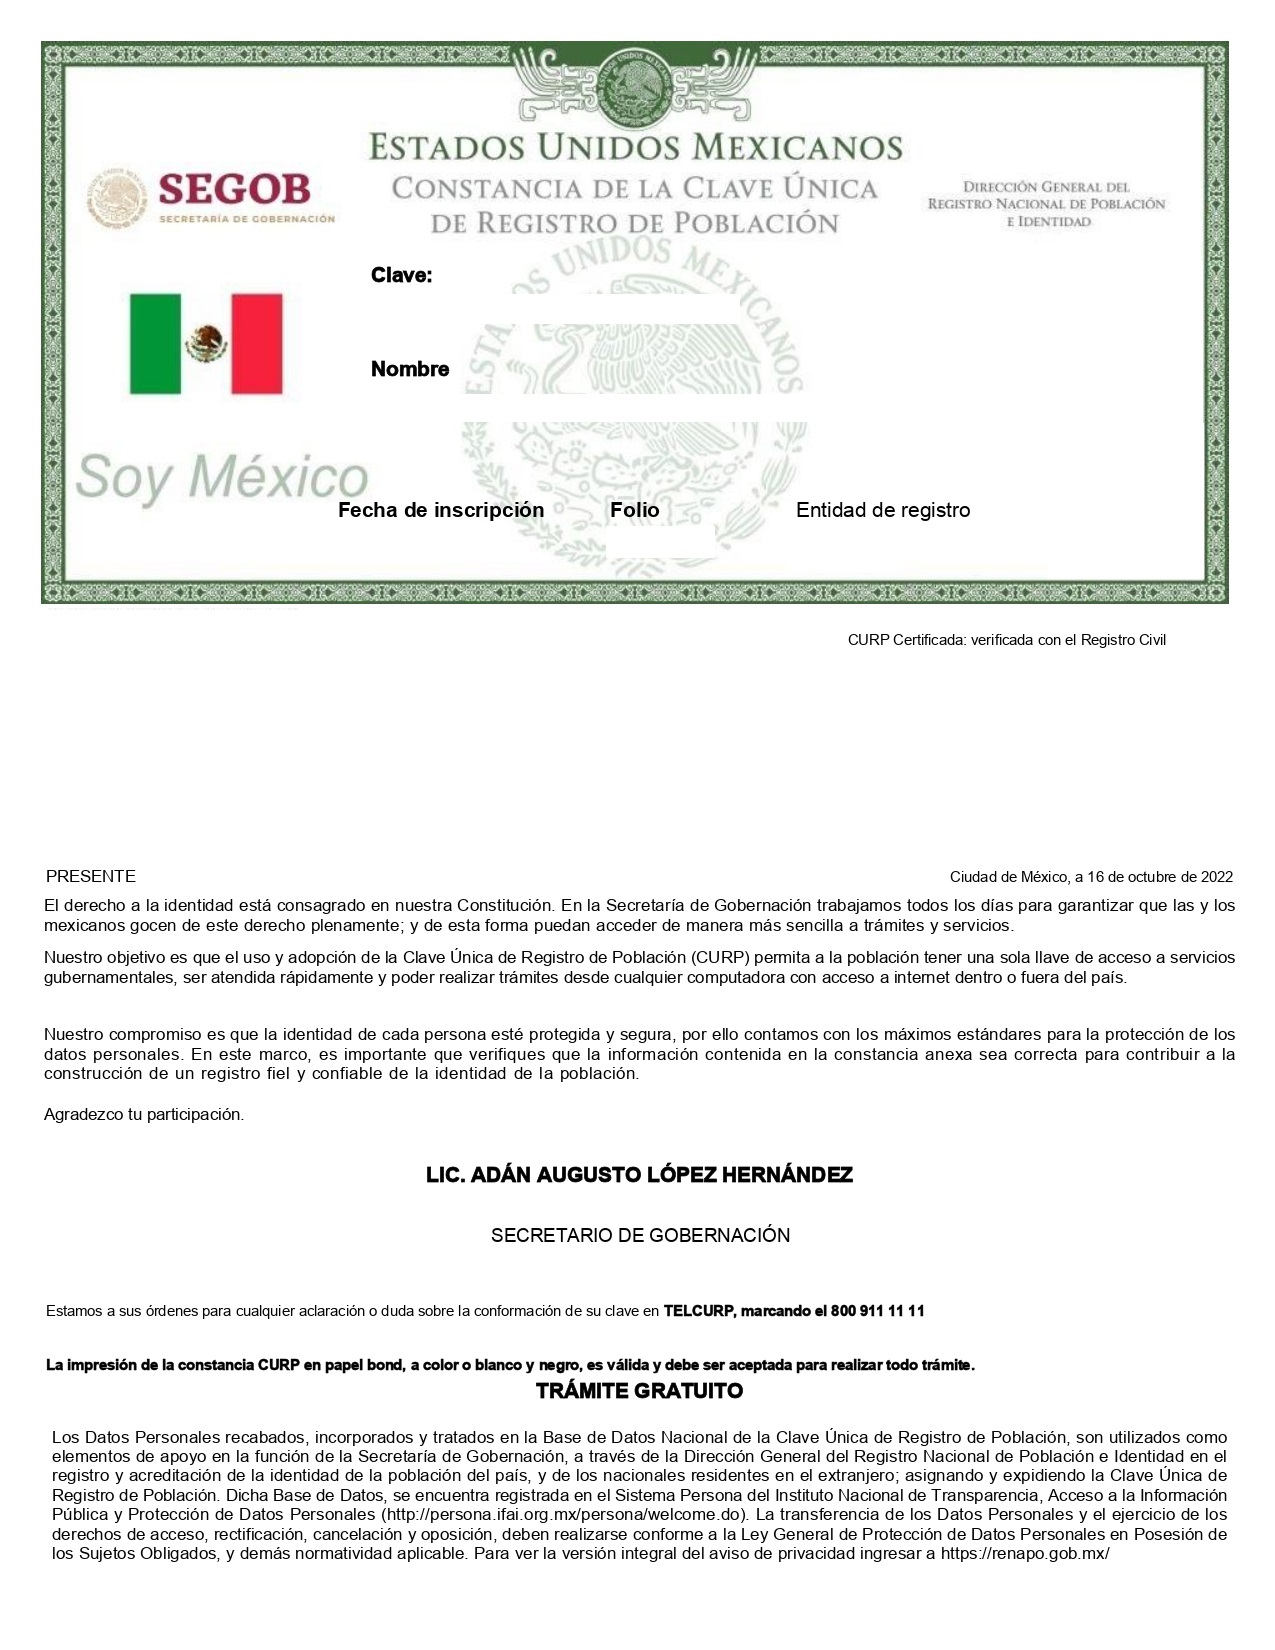 ESTADOS UNIDOS MEXICANOS
CONSTANCIA DE LA CLAVE ÚNICA
DE REGISTRO DE POBLACIÓN
SEGOB
SECRETARÍA DE GOBERNACIÓN
DIRECCIÓN GENERAL DEL
REGISTRO NACIONAL DE POBLACIÓN
E IDENTIDAD
ESTADOS UNIDOS MEXICANOS
Clave:
Nombre
Soy México
Fecha de inscripción Folio Entidad de registro
CURP Certificada: verificada con el Registro Civil
PRESENTE Ciudad de México, a 16 de octubre de 2022
El derecho a la identidad está consagrado en nuestra Constitución. En la Secretaría de Gobernación trabajamos todos los días para garantizar que las y los
mexicanos gocen de este derecho plenamente; y de esta forma puedan acceder de manera más sencilla a trámites y servicios.
Nuestro objetivo es que el uso y adopción de la Clave Única de Registro de Población (CURP) permita a la población tener una sola llave de acceso a servicios
gubernamentales, ser atendida rápidamente y poder realizar trámites desde cualquier computadora con acceso a internet dentro o fuera del país.
Nuestro compromiso es que la identidad de cada persona esté protegida y segura, por ello contamos con los máximos estándares para la protección de los
datos personales. En este marco, es importante que verifiques que la información contenida en la constancia anexa sea correcta para contribuir a la
construcción de un registro fiel y confiable de la identidad de la población.
Agradezco tu participación.
LIC. ADÁN AUGUSTO LÓPEZ HERNÁNDEZ
SECRETARIO DE GOBERNACIÓN
Estamos a sus órdenes para cualquier aclaración o duda sobre la conformación de su clave en TELCURP, marcando el 800 911 11 11
La impresión de la constancia CURP en papel bond, a color o blanco y negro, es válida y debe ser aceptada para realizar todo trámite.
TRÁMITE GRATUITO
Los Datos Personales recabados, incorporados y tratados en la Base de Datos Nacional de la Clave Única de Registro de Población, son utilizados como
elementos de apoyo en la función de la Secretaría de Gobernación, a través de la Dirección General del Registro Nacional de Población e Identidad en el
registro y acreditación de la identidad de la población del país, y de los nacionales residentes en el extranjero; asignando y expidiendo la Clave Única de
Registro de Población. Dicha Base de Datos, se encuentra registrada en el Sistema Persona del Instituto Nacional de Transparencia, Acceso a la Información
Pública y Protección de Datos Personales (http://persona.ifai.org.mx/persona/welcome.do). La transferencia de los Datos Personales y el ejercicio de los
derechos de acceso, rectificación, cancelación y oposición, deben realizarse conforme a la Ley General de Protección de Datos Personales en Posesión de
los Sujetos Obligados, y demás normatividad aplicable. Para ver la versión integral del aviso de privacidad ingresar a https://renapo.gob.mx/